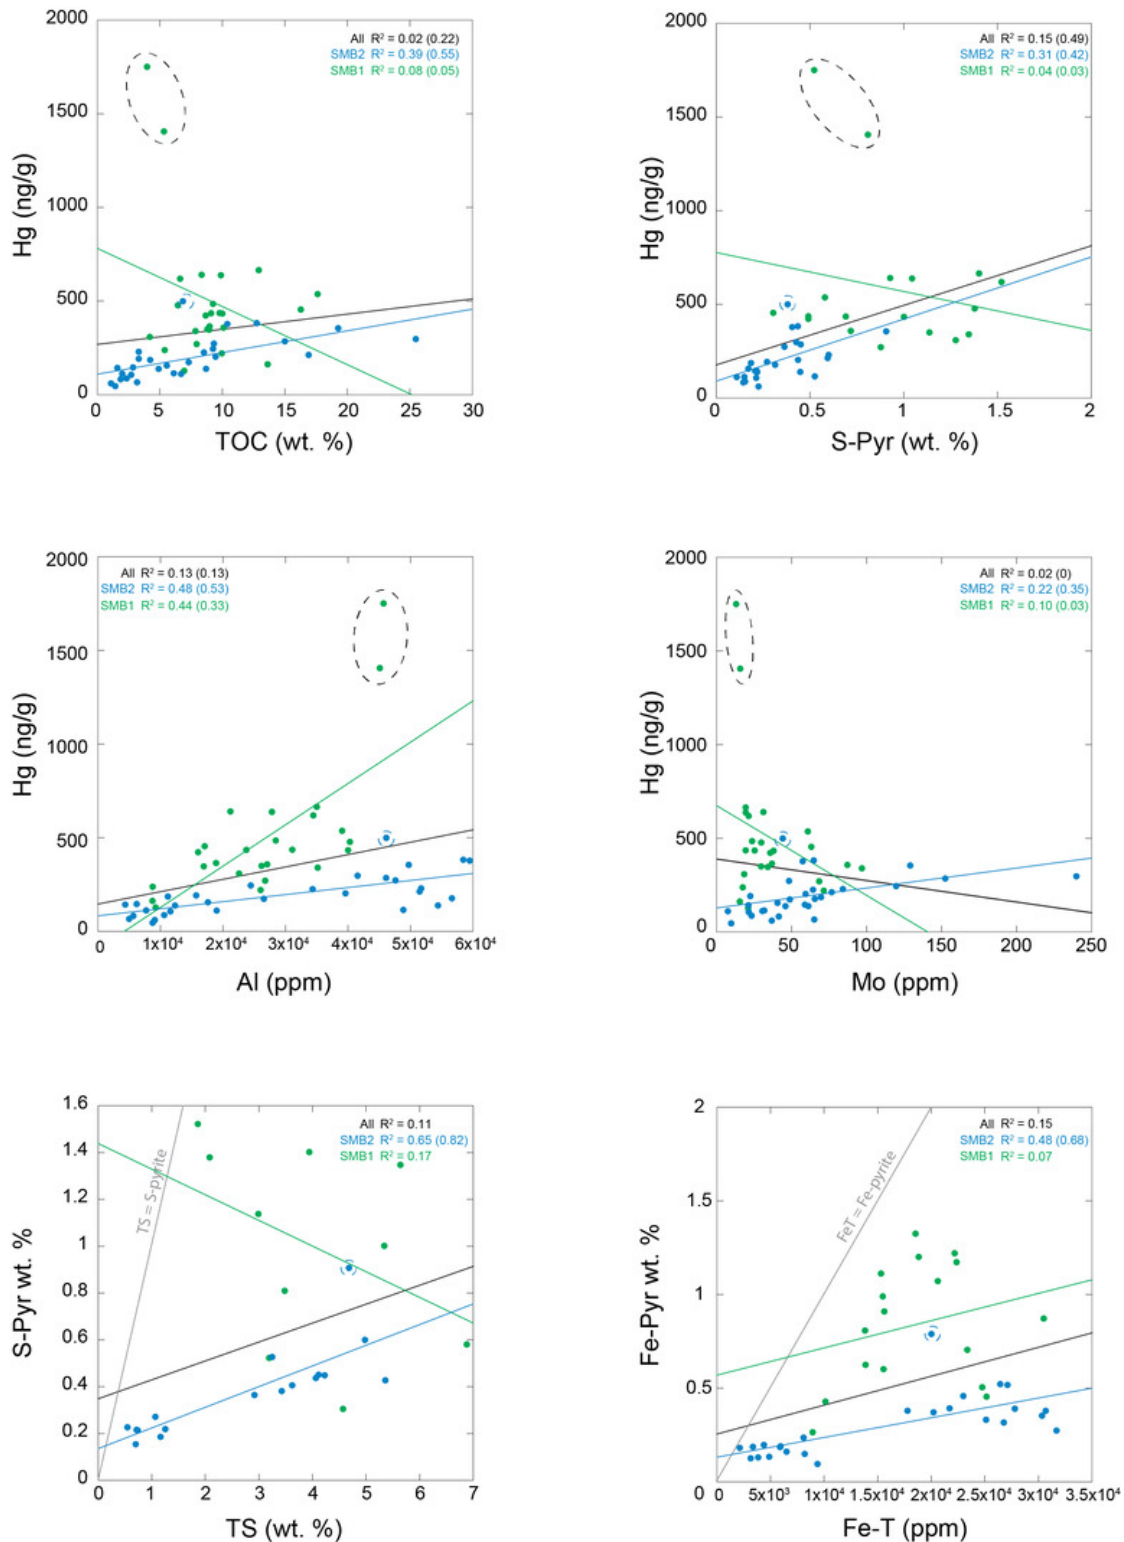 2000
1500
1000
500
0
Hg (ng/g)
All R² = 0.02 (0.22)
SMB2 R² = 0.39 (0.55)
SMB1 R² = 0.08 (0.05)
0 5 10 15 20 25 30
TOC (wt. %)
2000
1500
1000
500
0
Hg (ng/g)
All R² = 0.15 (0.49)
SMB2 R² = 0.31 (0.42)
SMB1 R² = 0.04 (0.03)
0 0.5 1 1.5 2
S-Pyr (wt. %)
2000
1500
1000
500
0
Hg (ng/g)
All R² = 0.13 (0.13)
SMB2 R² = 0.48 (0.53)
SMB1 R² = 0.44 (0.33)
0 1x10⁴ 2x10⁴ 3x10⁴ 4x10⁴ 5x10⁴ 6x10⁴
Al (ppm)
2000
1500
1000
500
0
Hg (ng/g)
All R² = 0.02 (0)
SMB2 R² = 0.22 (0.35)
SMB1 R² = 0.10 (0.03)
0 50 100 150 200 250
Mo (ppm)
1.6
1.4
1.2
1
0.8
0.6
0.4
0.2
0
S-Pyr wt. %
TS = S-pyrite
All R² = 0.11
SMB2 R² = 0.65 (0.82)
SMB1 R² = 0.17
0 1 2 3 4 5 6 7
TS (wt. %)
2
1.5
1
0.5
0
Fe-Pyr wt. %
FeT = Fe-pyrite
All R² = 0.15
SMB2 R² = 0.48 (0.68)
SMB1 R² = 0.07
5x10³ 1x10⁴ 1.5x10⁴ 2x10⁴ 2.5x10⁴ 3x10⁴ 3.5x10⁴
Fe-T (ppm)